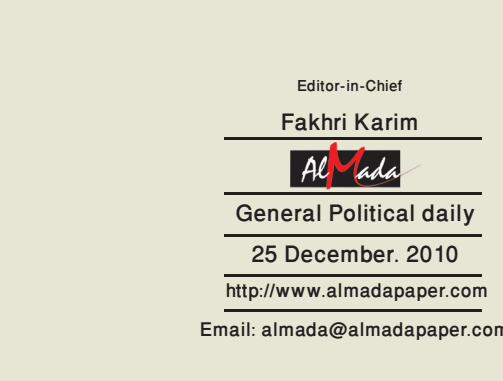 Editor-in-Chief
Fakhri Karim
AlMada
General Political daily
25 December. 2010
http://www.almadapaper.com
Email: almada@almadapaper.com